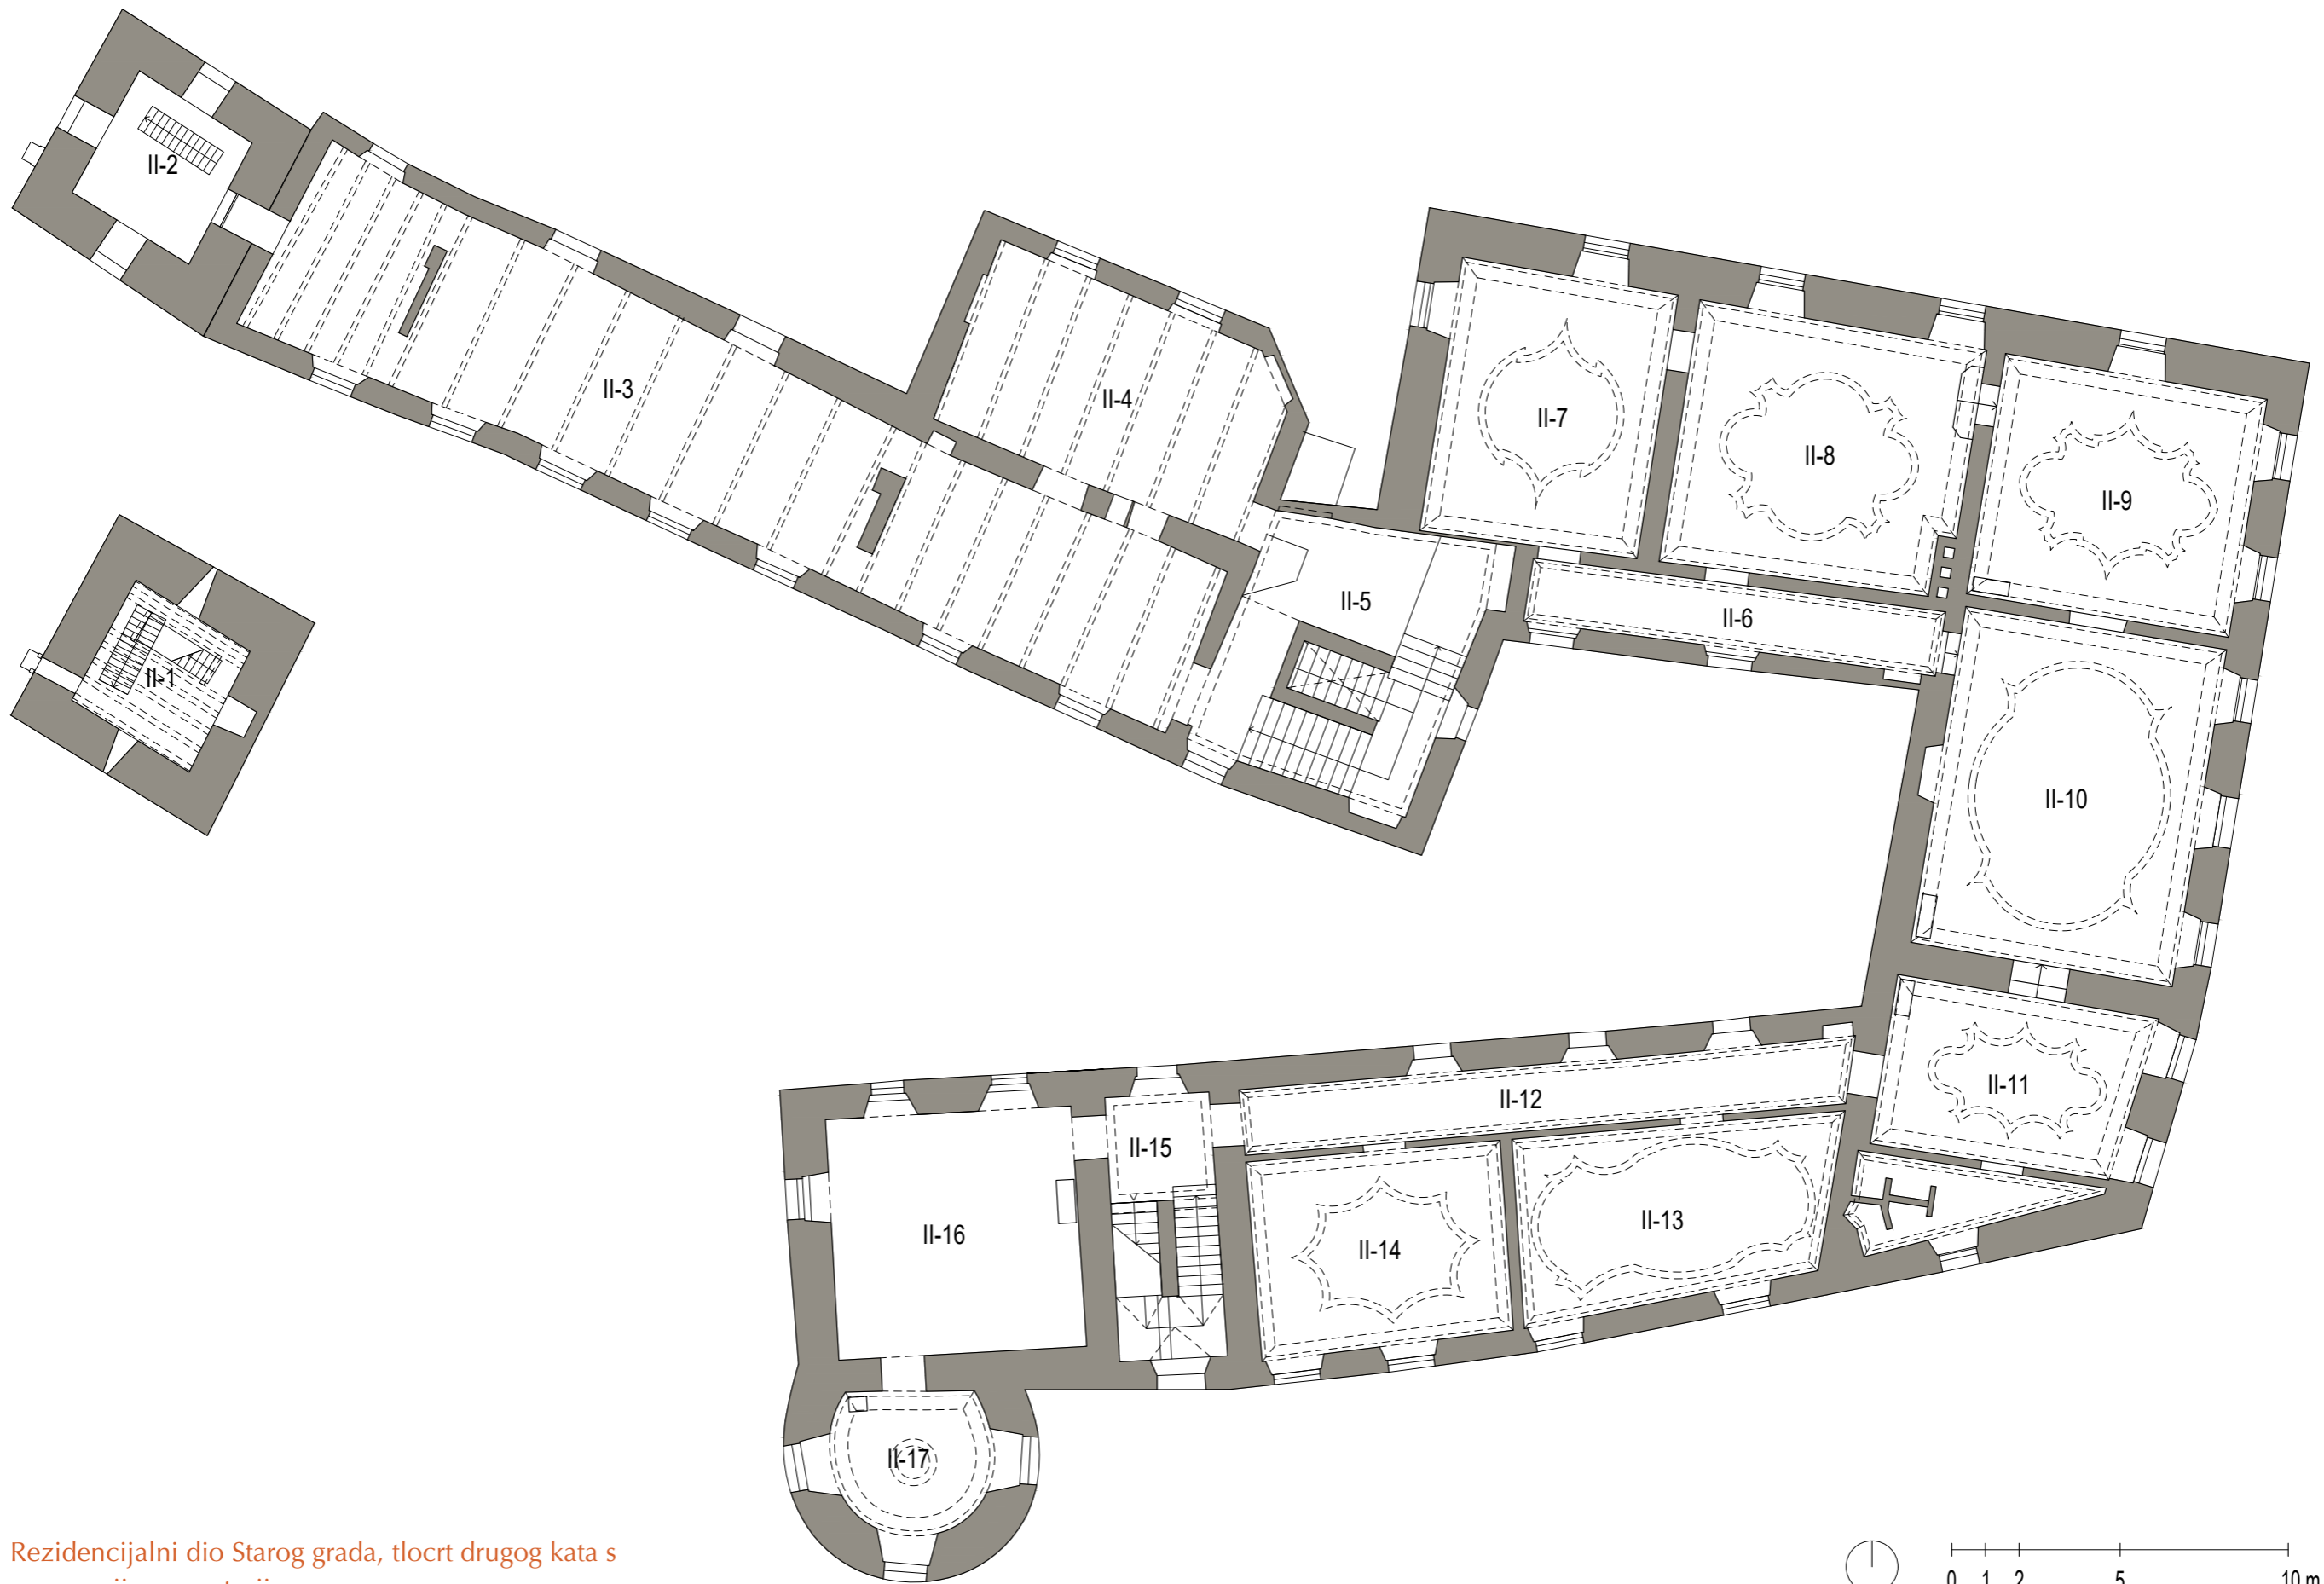 II-2
II-3
II-4
II-7
II-8
II-9
II-5
II-6
II-1
II-10
II-11
II-12
II-15
II-13
II-14
II-16
II-17
Rezidencijalni dio Starog grada, tlocrt drugog kata s
0 1 2 5 10 m